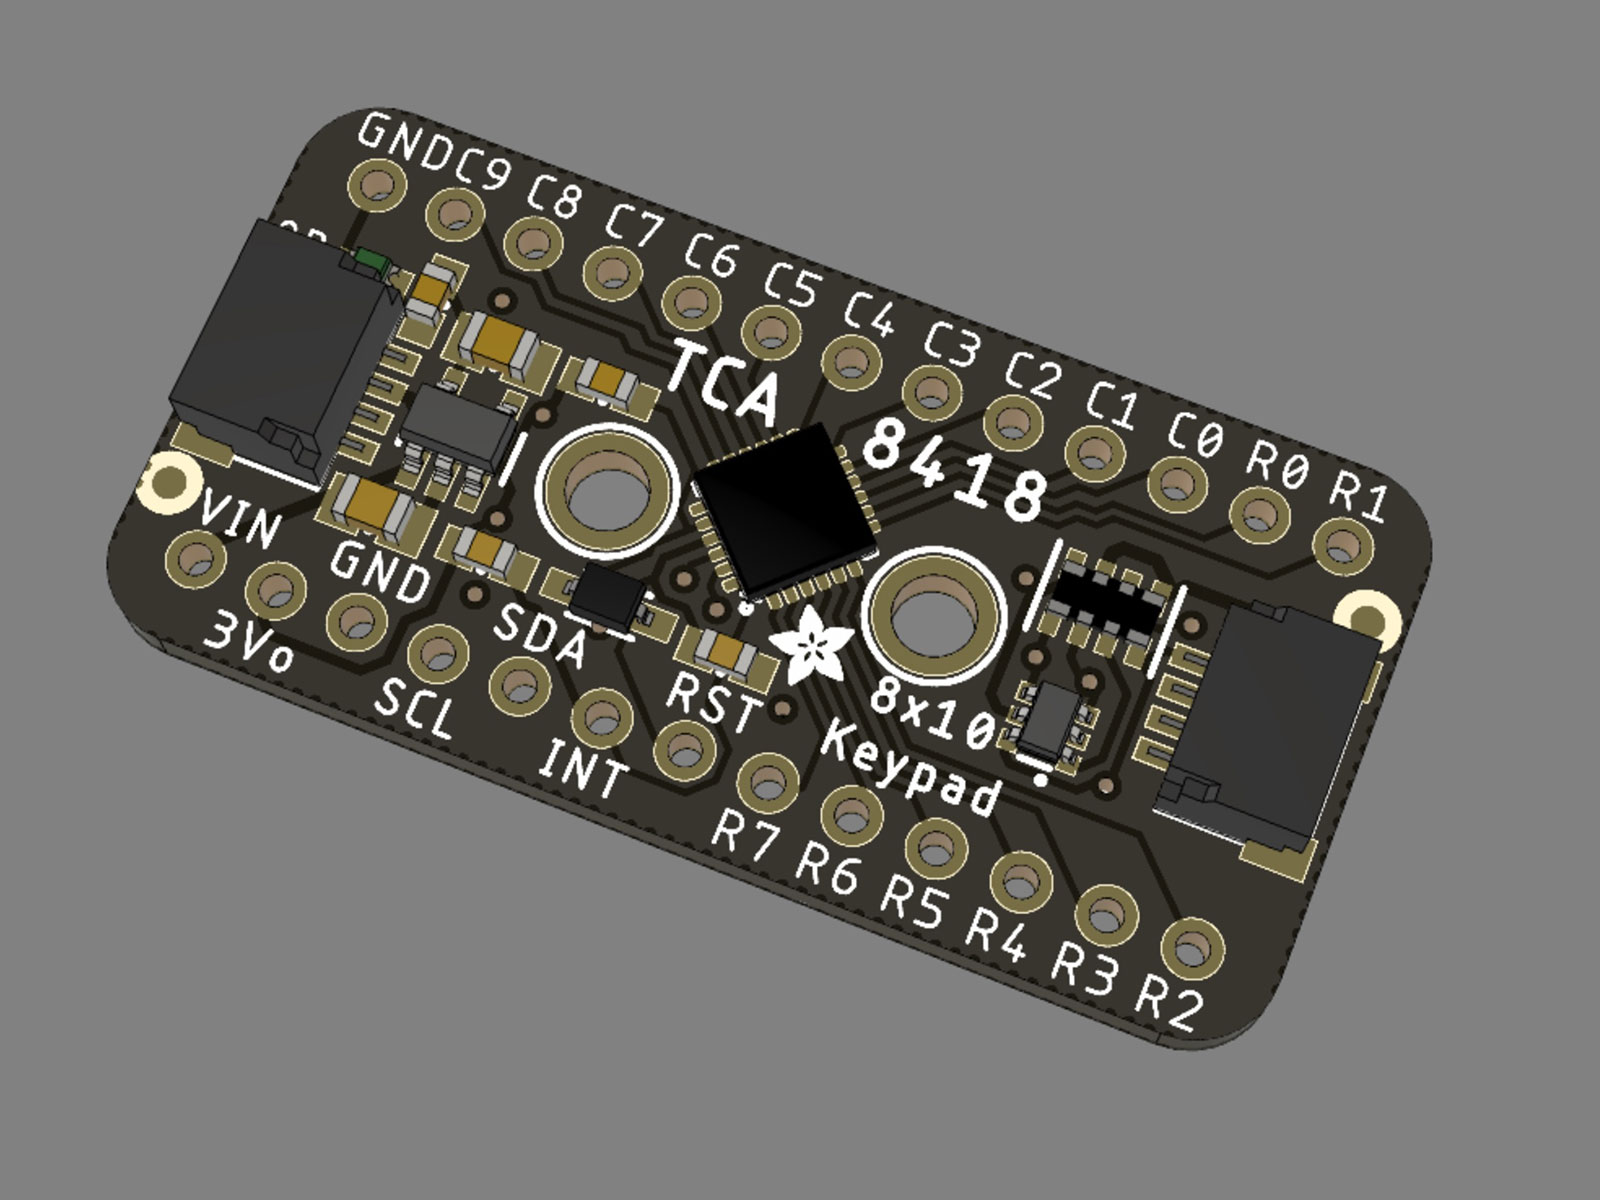 GND C9 C8 C7 C6 C5 C4 C3 C2 C1 C0 R0 R1
TCA
8418
VIN
GND
3Vo
SDA
SCL
RST
INT
8x10
Keypad
R7 R6 R5 R4 R3 R2